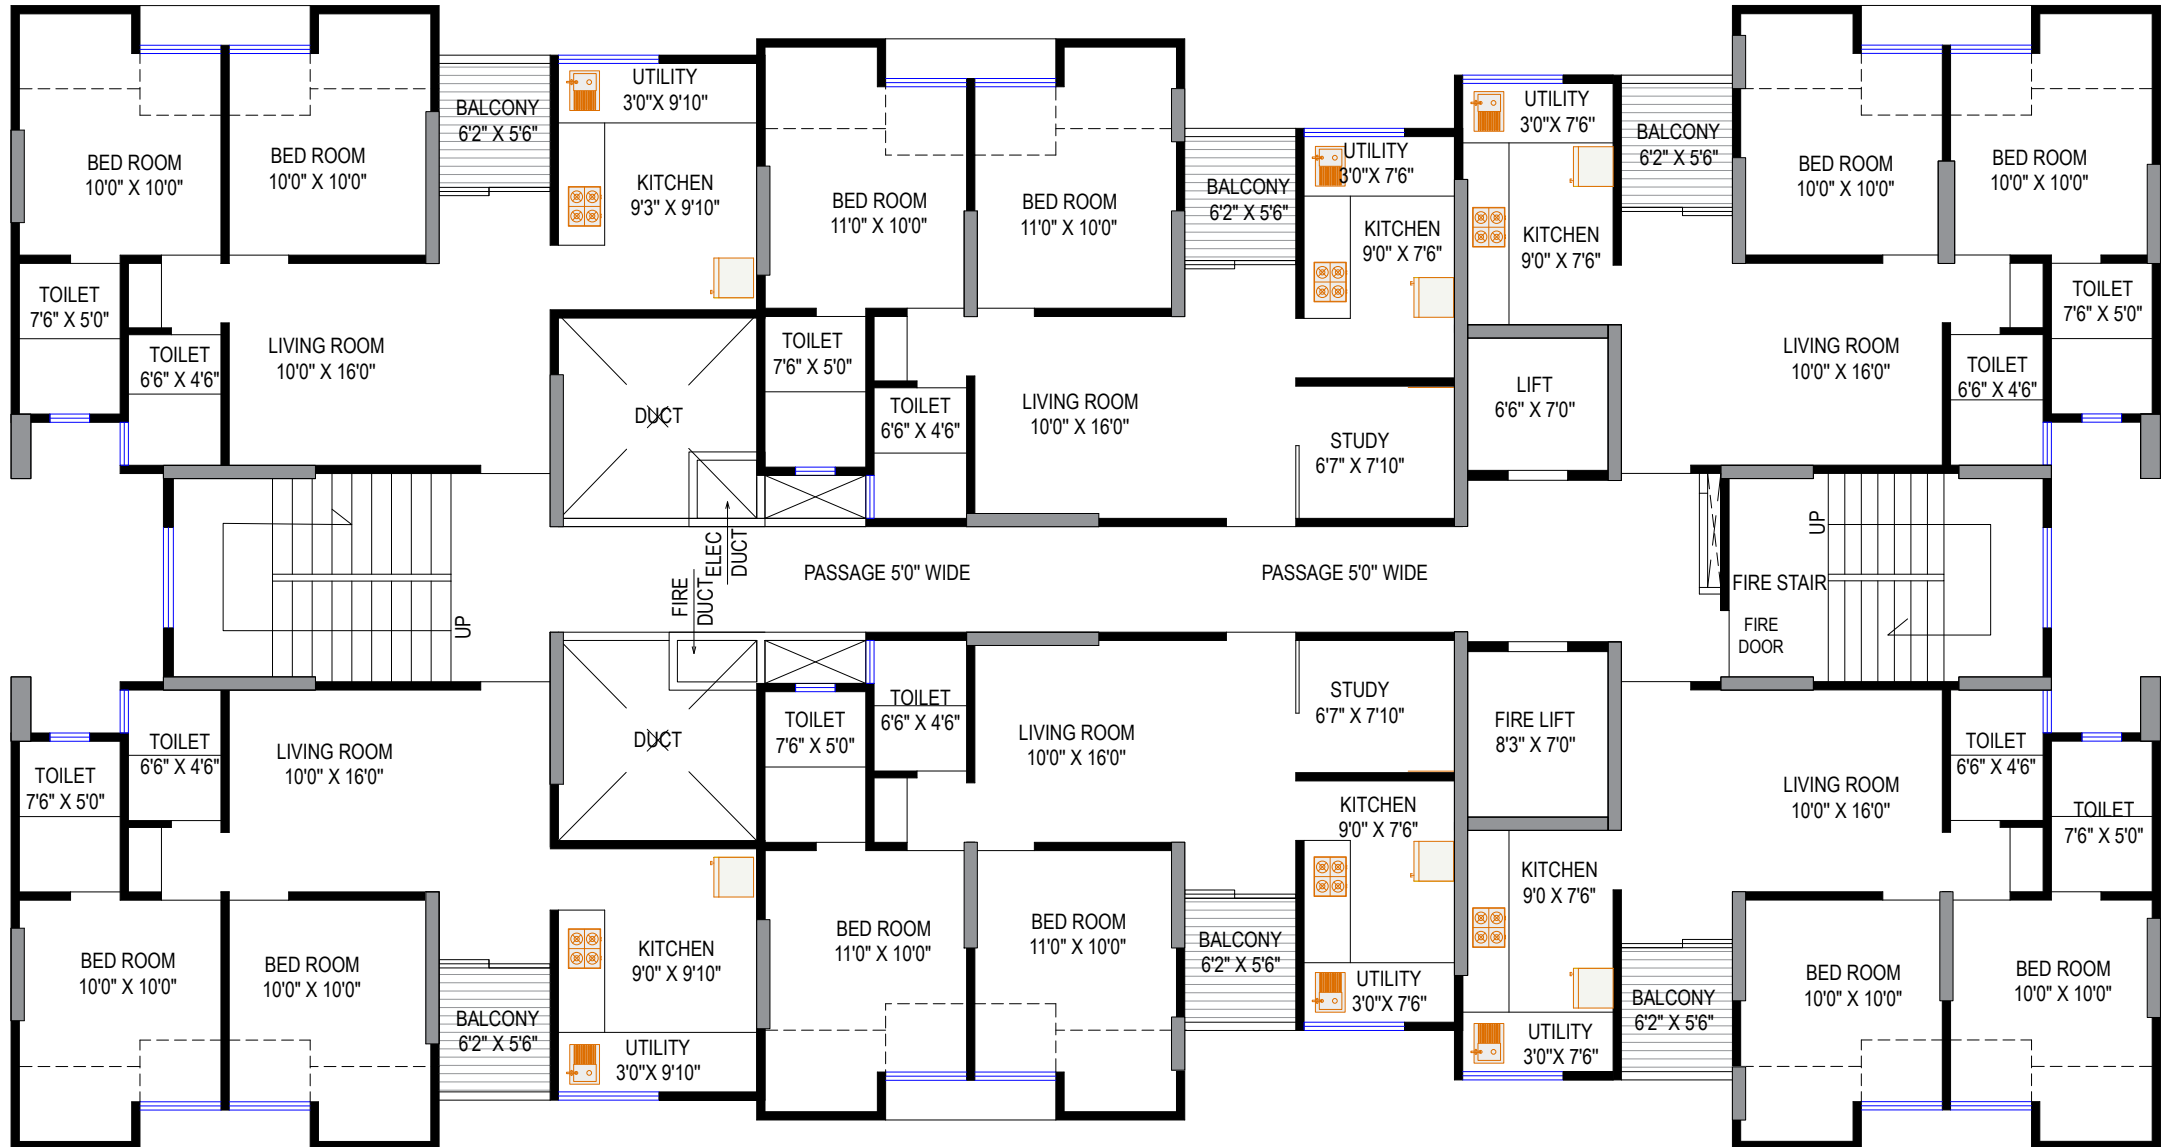 UTILITY
3'0"X 9'10"
BALCONY
6'2" X 5'6"
BED ROOM
10'0" X 10'0"
BED ROOM
10'0" X 10'0"
KITCHEN
9'3" X 9'10"
TOILET
7'6" X 5'0"
TOILET
6'6" X 4'6"
LIVING ROOM
10'0" X 16'0"
DUCT
BED ROOM
11'0" X 10'0"
BED ROOM
11'0" X 10'0"
BALCONY
6'2" X 5'6"
UTILITY
3'0"X 7'6"
KITCHEN
9'0" X 7'6"
TOILET
7'6" X 5'0"
TOILET
6'6" X 4'6"
LIVING ROOM
10'0" X 16'0"
STUDY
6'7" X 7'10"
UTILITY
3'0"X 7'6"
BALCONY
6'2" X 5'6"
KITCHEN
9'0" X 7'6"
BED ROOM
10'0" X 10'0"
BED ROOM
10'0" X 10'0"
LIFT
6'6" X 7'0"
LIVING ROOM
10'0" X 16'0"
TOILET
6'6" X 4'6"
TOILET
7'6" X 5'0"
UP
FIRE
DUCT
ELEC
DUCT
PASSAGE 5'0" WIDE
PASSAGE 5'0" WIDE
UP
FIRE STAIR
FIRE
DOOR
TOILET
7'6" X 5'0"
TOILET
6'6" X 4'6"
LIVING ROOM
10'0" X 16'0"
DUCT
TOILET
7'6" X 5'0"
TOILET
6'6" X 4'6"
LIVING ROOM
10'0" X 16'0"
STUDY
6'7" X 7'10"
FIRE LIFT
8'3" X 7'0"
LIVING ROOM
10'0" X 16'0"
TOILET
6'6" X 4'6"
TOILET
7'6" X 5'0"
BED ROOM
10'0" X 10'0"
BED ROOM
10'0" X 10'0"
BALCONY
6'2" X 5'6"
KITCHEN
9'0" X 9'10"
UTILITY
3'0"X 9'10"
BED ROOM
11'0" X 10'0"
BED ROOM
11'0" X 10'0"
BALCONY
6'2" X 5'6"
KITCHEN
9'0" X 7'6"
UTILITY
3'0"X 7'6"
KITCHEN
9'0 X 7'6"
UTILITY
3'0"X 7'6"
BALCONY
6'2" X 5'6"
BED ROOM
10'0" X 10'0"
BED ROOM
10'0" X 10'0"